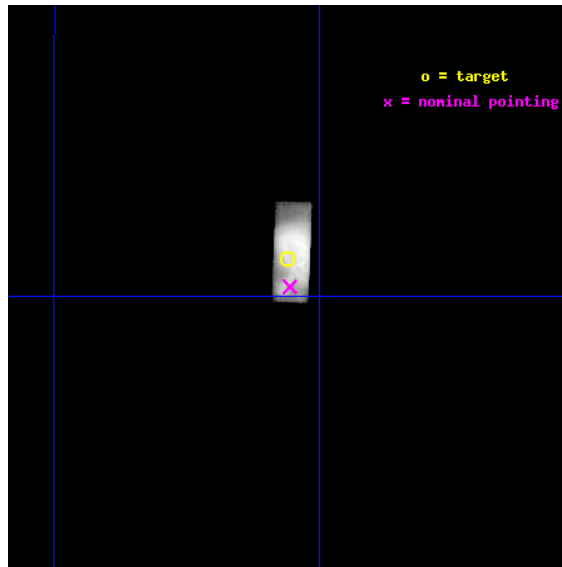 o = target
x = nominal pointing